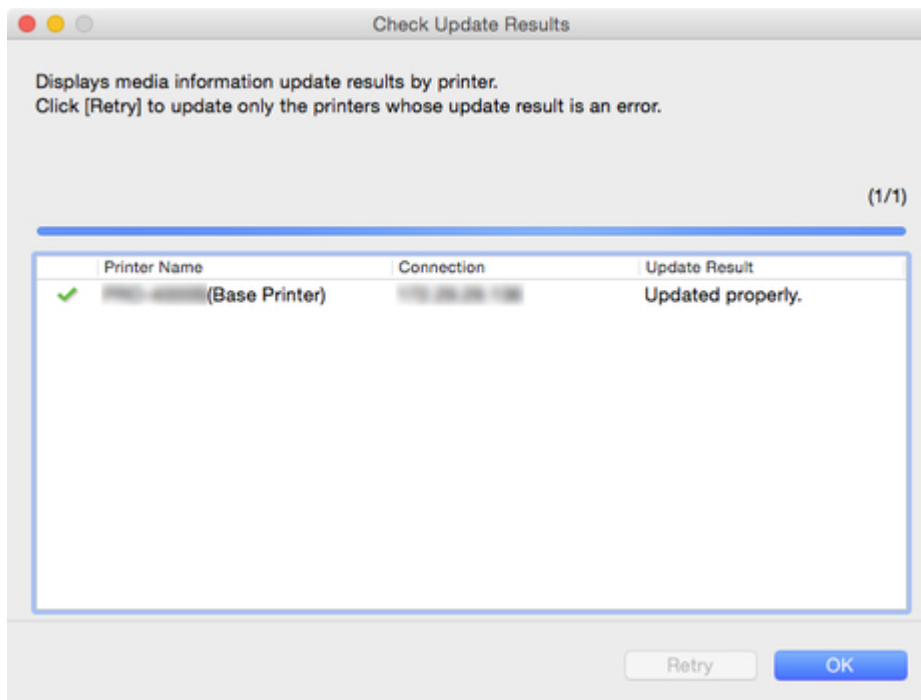 Check Update Results
Displays media information update results by printer.
Click [Retry] to update only the printers whose update result is an error.
(1/1)
Printer Name Connection Update Result
(Base Printer) Updated properly.
Retry OK